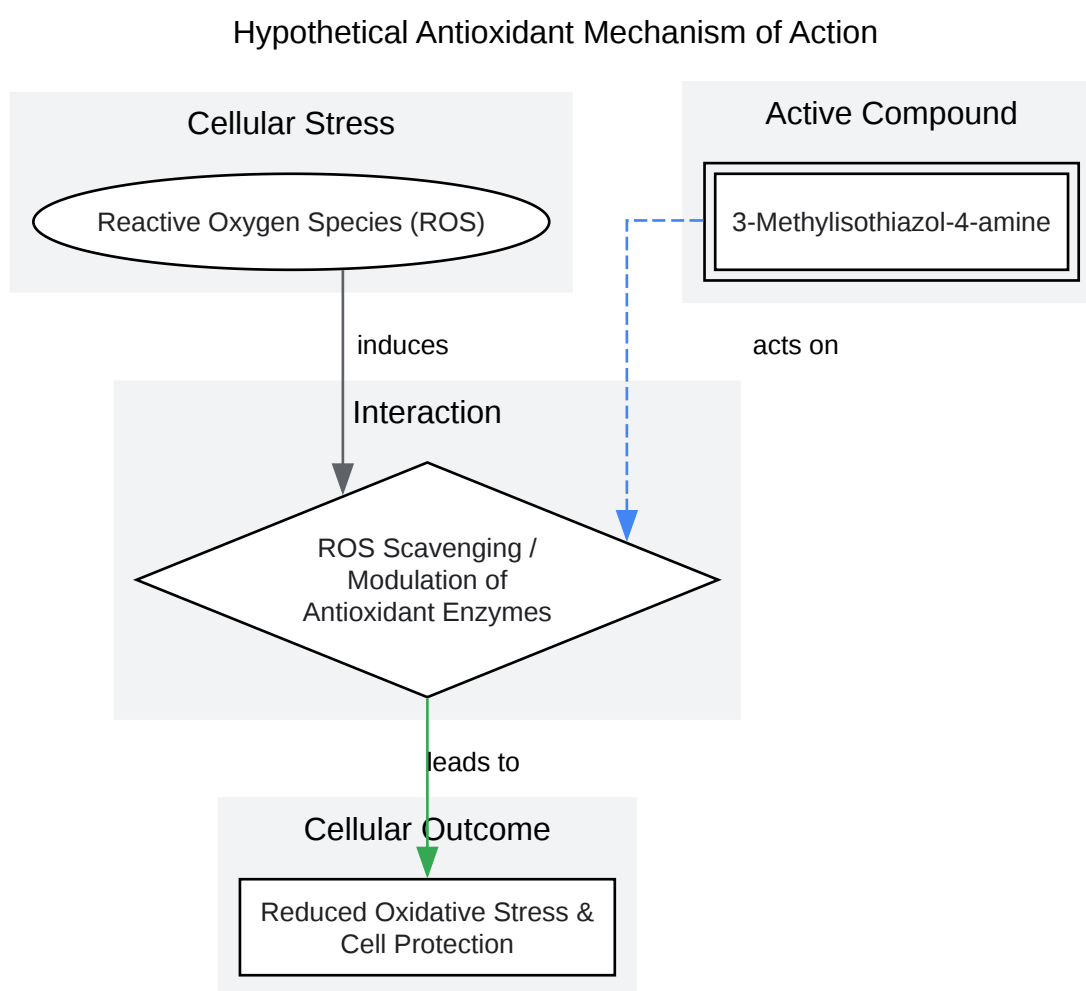 Hypothetical Antioxidant Mechanism of Action
Cellular Stress
Active Compound
Reactive Oxygen Species (ROS)
3-Methylisothiazol-4-amine
induces
acts on
Interaction
ROS Scavenging /
Modulation of
Antioxidant Enzymes
leads to
Cellular Outcome
Reduced Oxidative Stress &
Cell Protection